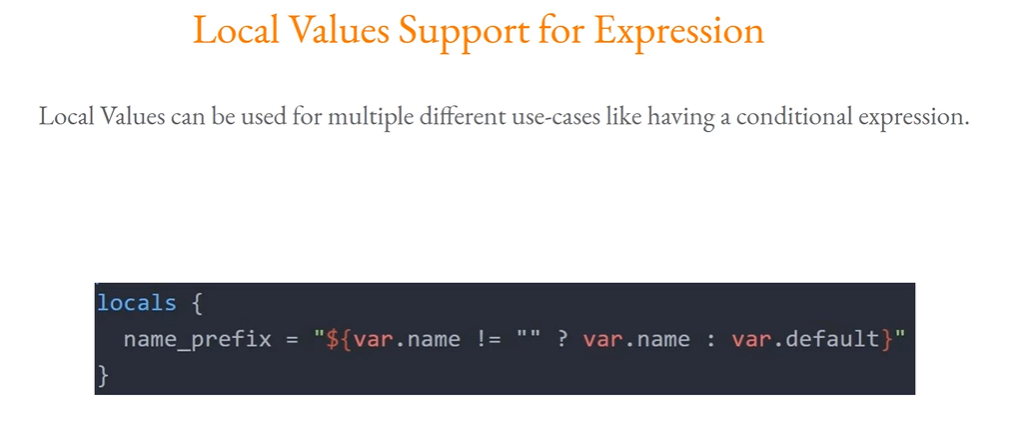 Local Values Support for Expression
Local Values can be used for multiple different use-cases like having a conditional expression.
locals {
  name_prefix = "${var.name != "" ? var.name : var.default}"
}